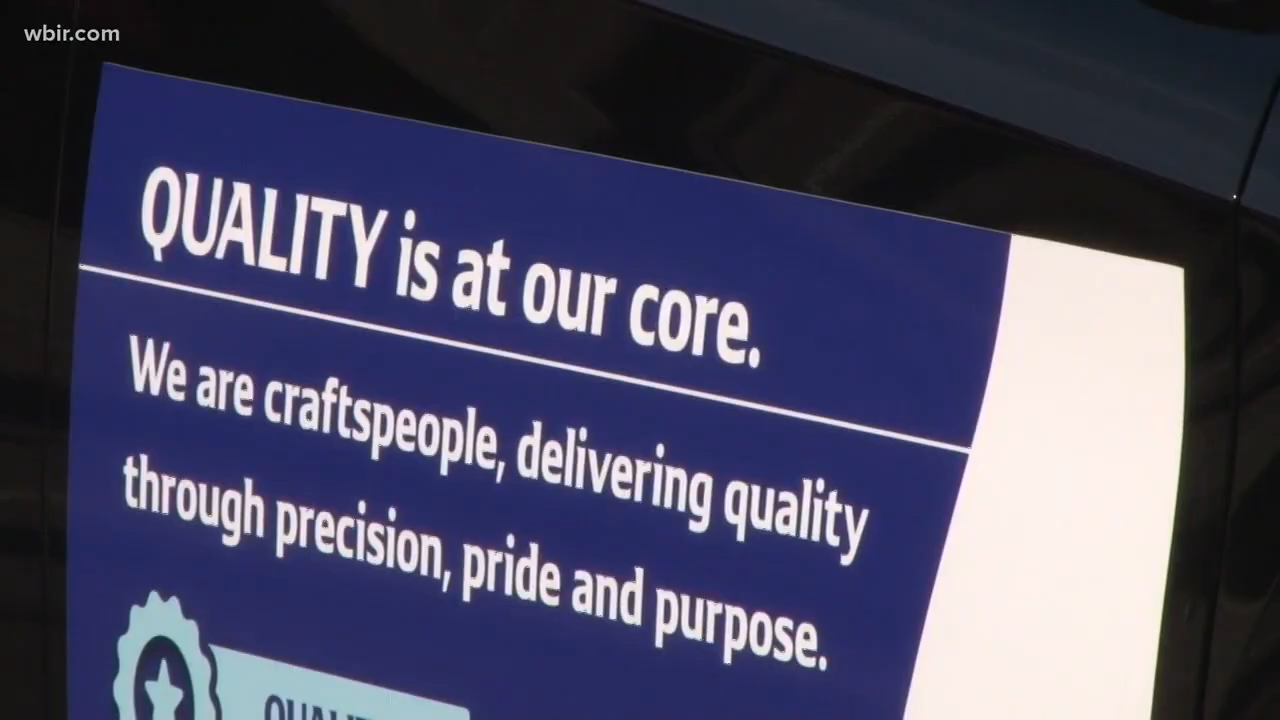 wbir.com
QUALITY is at our core.
We are craftspeople, delivering quality
through precision, pride and purpose.